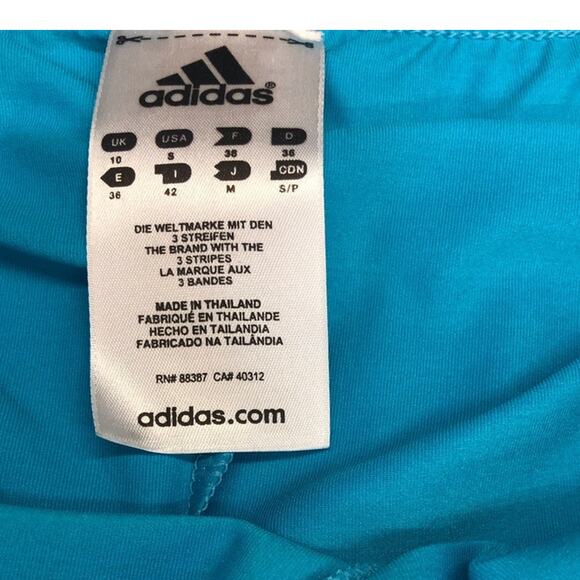 adidas®
UK USA F D
10 S 38 36
E I J CDN
36 42 M S/P
DIE WELTMARKE MIT DEN
3 STREIFEN
THE BRAND WITH THE
3 STRIPES
LA MARQUE AUX
3 BANDES
MADE IN THAILAND
FABRIQUÉ EN THAILANDE
HECHO EN TAILANDIA
FABRICADO NA TAILÂNDIA
RN# 88387 CA# 40312
adidas.com